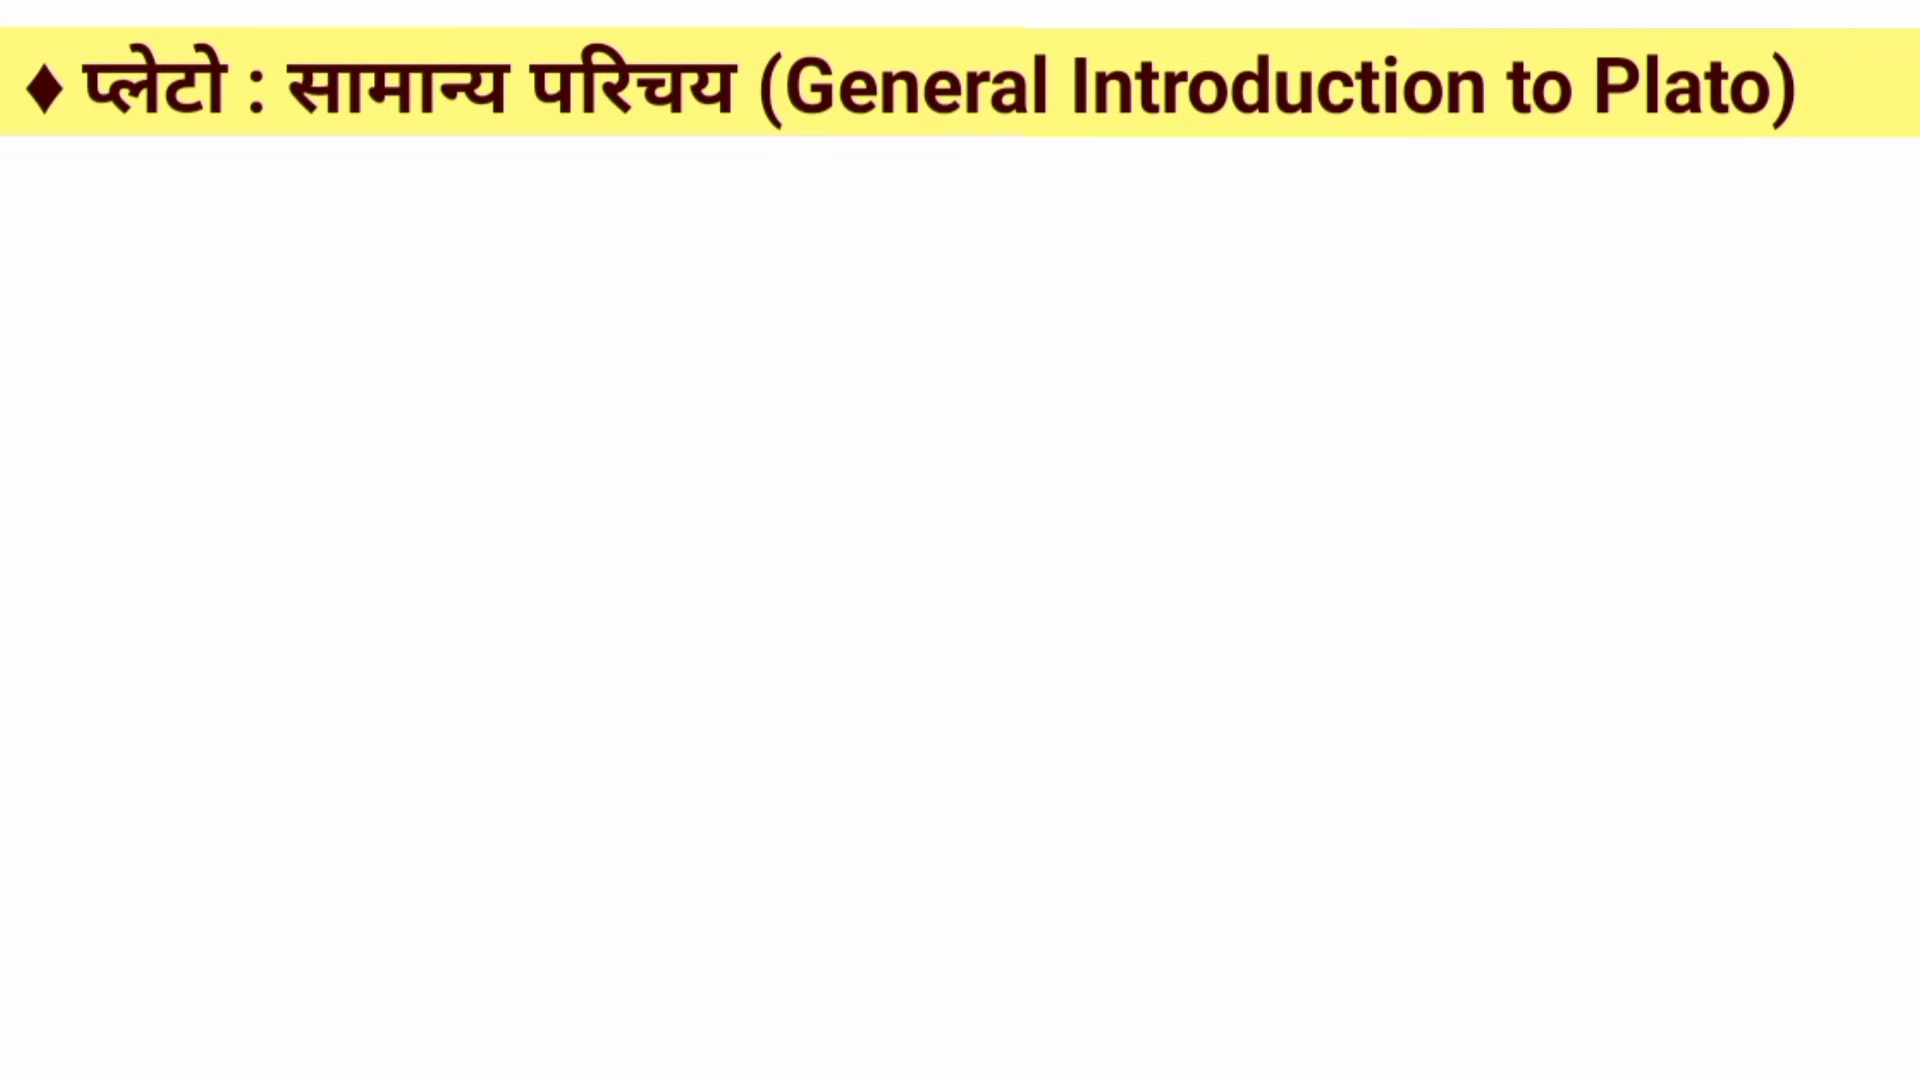 ♦ प्लेटो : सामान्य परिचय (General Introduction to Plato)